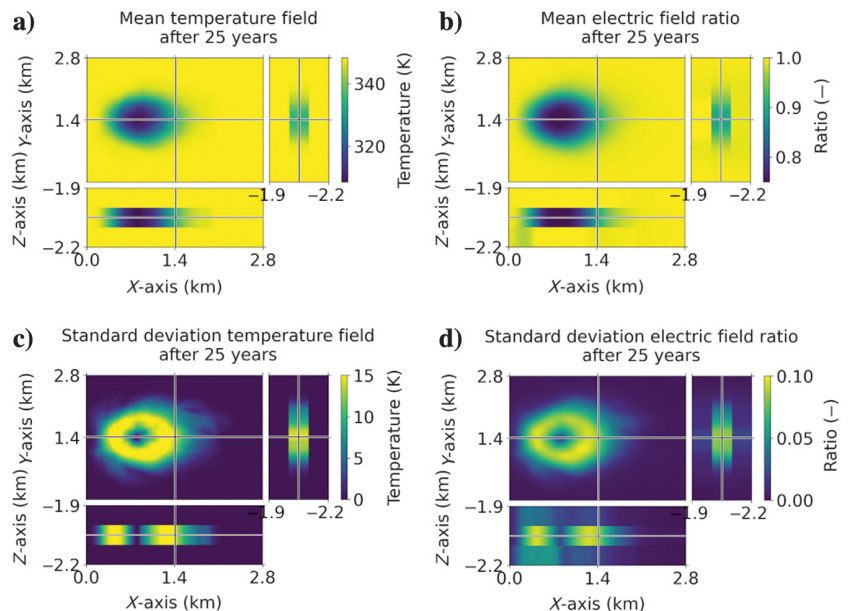 a) Mean temperature field
after 25 years
2.8
1.4
Y-axis (km)
−1.9
Z-axis (km)
−2.2
0.0 1.4 2.8
X-axis (km)
−1.9 −2.2
340
320
Temperature (K)
b) Mean electric field ratio
after 25 years
2.8
1.4
Y-axis (km)
−1.9
Z-axis (km)
−2.2
0.0 1.4 2.8
X-axis (km)
−1.9 −2.2
1.0
0.9
0.8
Ratio (—)
c) Standard deviation temperature field
after 25 years
2.8
1.4
Y-axis (km)
−1.9
Z-axis (km)
−2.2
0.0 1.4 2.8
X-axis (km)
−1.9 −2.2
15
10
5
0
Temperature (K)
d) Standard deviation electric field ratio
after 25 years
2.8
1.4
Y-axis (km)
−1.9
Z-axis (km)
−2.2
0.0 1.4 2.8
X-axis (km)
−1.9 −2.2
0.10
0.05
0.00
Ratio (−)